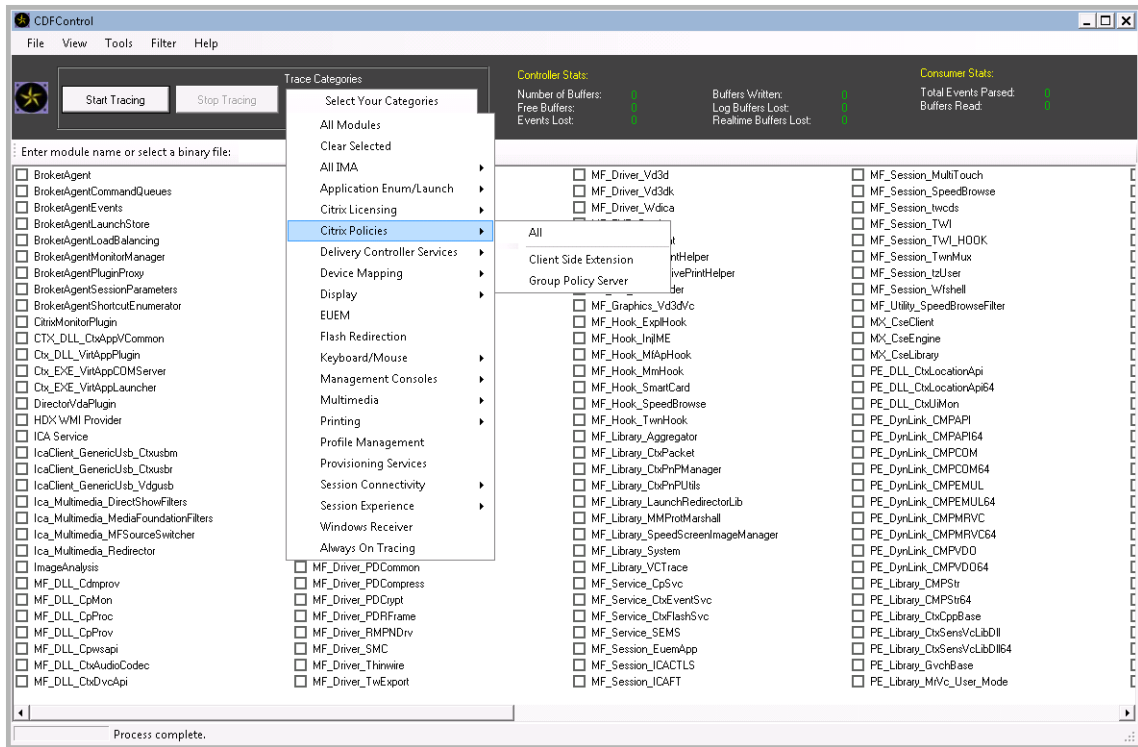 CDFControl
File View Tools Filter Help
Trace Categories
Start Tracing
Stop Tracing
Select Your Categories
Controller Stats:
Number of Buffers: 0
Free Buffers: 0
Events Lost: 0
Buffers Written: 0
Log Buffers Lost: 0
Realtime Buffers Lost: 0
Consumer Stats:
Total Events Parsed: 0
Buffers Read: 0
Enter module name or select a binary file:
All Modules
Clear Selected
All IMA
Application Enum/Launch
Citrix Licensing
Citrix Policies
Delivery Controller Services
Device Mapping
Display
EUEM
Flash Redirection
Keyboard/Mouse
Management Consoles
Multimedia
Printing
Profile Management
Provisioning Services
Session Connectivity
Session Experience
Windows Receiver
Always On Tracing
All
Client Side Extension
Group Policy Server
BrokerAgent
BrokerAgentCommandQueues
BrokerAgentEvents
BrokerAgentLaunchStore
BrokerAgentLoadBalancing
BrokerAgentMonitorManager
BrokerAgentPluginProxy
BrokerAgentSessionParameters
BrokerAgentShortcutEnumerator
CitrixMonitorPlugin
CTX_DLL_CtxAppVCommon
Ctx_DLL_VirtAppPlugin
Ctx_EXE_VirtAppCOMServer
Ctx_EXE_VirtAppLauncher
DirectorVdaPlugin
HDX WMI Provider
ICA Service
IcaClient_GenericUsb_Ctxusbm
IcaClient_GenericUsb_Ctxusbr
IcaClient_GenericUsb_Vdgusb
Ica_Multimedia_DirectShowFilters
Ica_Multimedia_MediaFoundationFilters
Ica_Multimedia_MFSourceSwitcher
Ica_Multimedia_Redirector
ImageAnalysis
MF_DLL_Cdmprov
MF_DLL_CpMon
MF_DLL_CpProc
MF_DLL_CpProv
MF_DLL_Cpwsapi
MF_DLL_CtxAudioCodec
MF_DLL_CtxDvcApi
MF_Driver_PDCommon
MF_Driver_PDCompress
MF_Driver_PDCrypt
MF_Driver_PDRFrame
MF_Driver_RMPNDrv
MF_Driver_SMC
MF_Driver_Thinwire
MF_Driver_TwExport
MF_Driver_Vd3d
MF_Driver_Vd3dk
MF_Driver_Wdica
ntHelper
ivePrintHelper
der
MF_Graphics_Vd3dVc
MF_Hook_ExplHook
MF_Hook_InjIME
MF_Hook_MfApHook
MF_Hook_MmHook
MF_Hook_SmartCard
MF_Hook_SpeedBrowse
MF_Hook_TwnHook
MF_Library_Aggregator
MF_Library_CtxPacket
MF_Library_CtxPnPManager
MF_Library_CtxPnPUtils
MF_Library_LaunchRedirectorLib
MF_Library_MMProtMarshall
MF_Library_SpeedScreenImageManager
MF_Library_System
MF_Library_VCTrace
MF_Service_CpSvc
MF_Service_CtxEventSvc
MF_Service_CtxFlashSvc
MF_Service_SEMS
MF_Session_EuemApp
MF_Session_ICACTLS
MF_Session_ICAFT
MF_Session_MultiTouch
MF_Session_SpeedBrowse
MF_Session_twcds
MF_Session_TWI
MF_Session_TWI_HOOK
MF_Session_TwnMux
MF_Session_tzUser
MF_Session_Wfshell
MF_Utility_SpeedBrowseFilter
MX_CseClient
MX_CseEngine
MX_CseLibrary
PE_DLL_CtxLocationApi
PE_DLL_CtxLocationApi64
PE_DLL_CtxUiMon
PE_DynLink_CMPAPI
PE_DynLink_CMPAPI64
PE_DynLink_CMPCOM
PE_DynLink_CMPCOM64
PE_DynLink_CMPEMUL
PE_DynLink_CMPEMUL64
PE_DynLink_CMPMRVC
PE_DynLink_CMPMRVC64
PE_DynLink_CMPVDO
PE_DynLink_CMPVDO64
PE_Library_CMPStr
PE_Library_CMPStr64
PE_Library_CtxCppBase
PE_Library_CtxSensVcLibDll
PE_Library_CtxSensVcLibDll64
PE_Library_GvchBase
PE_Library_MrVc_User_Mode
Process complete.